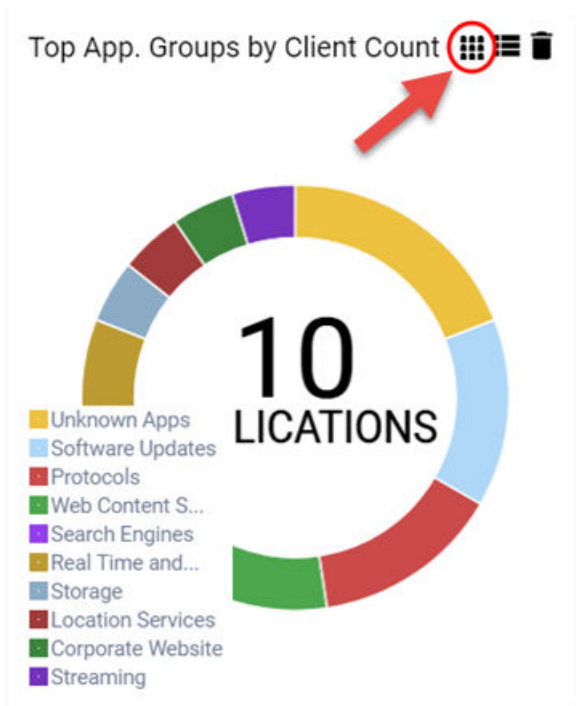 Top App. Groups by Client Count
10
LICATIONS
Unknown Apps
Software Updates
Protocols
Web Content S...
Search Engines
Real Time and...
Storage
Location Services
Corporate Website
Streaming